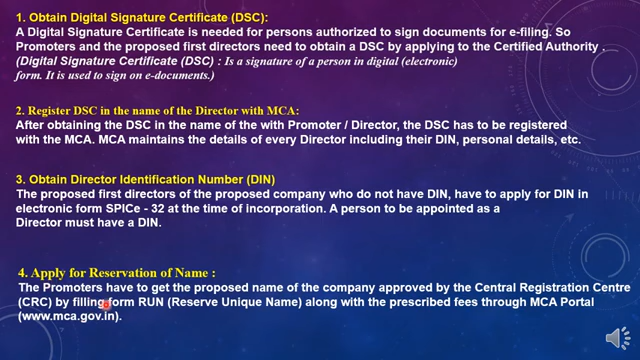 1. Obtain Digital Signature Certificate (DSC):
A Digital Signature Certificate is needed for persons authorized to sign documents for e-filing. So
Promoters and the proposed first directors need to obtain a DSC by applying to the Certified Authority .
(Digital Signature Certificate (DSC) : Is a signature of a person in digital (electronic)
form. It is used to sign on e-documents.)
2. Register DSC in the name of the Director with MCA:
After obtaining the DSC in the name of the with Promoter / Director, the DSC has to be registered
with the MCA. MCA maintains the details of every Director including their DIN, personal details, etc.
3. Obtain Director Identification Number (DIN)
The proposed first directors of the proposed company who do not have DIN, have to apply for DIN in
electronic form SPICe - 32 at the time of incorporation. A person to be appointed as a
Director must have a DIN.
4. Apply for Reservation of Name :
The Promoters have to get the proposed name of the company approved by the Central Registration Centre
(CRC) by filling form RUN (Reserve Unique Name) along with the prescribed fees through MCA Portal
(www.mca.gov.in).